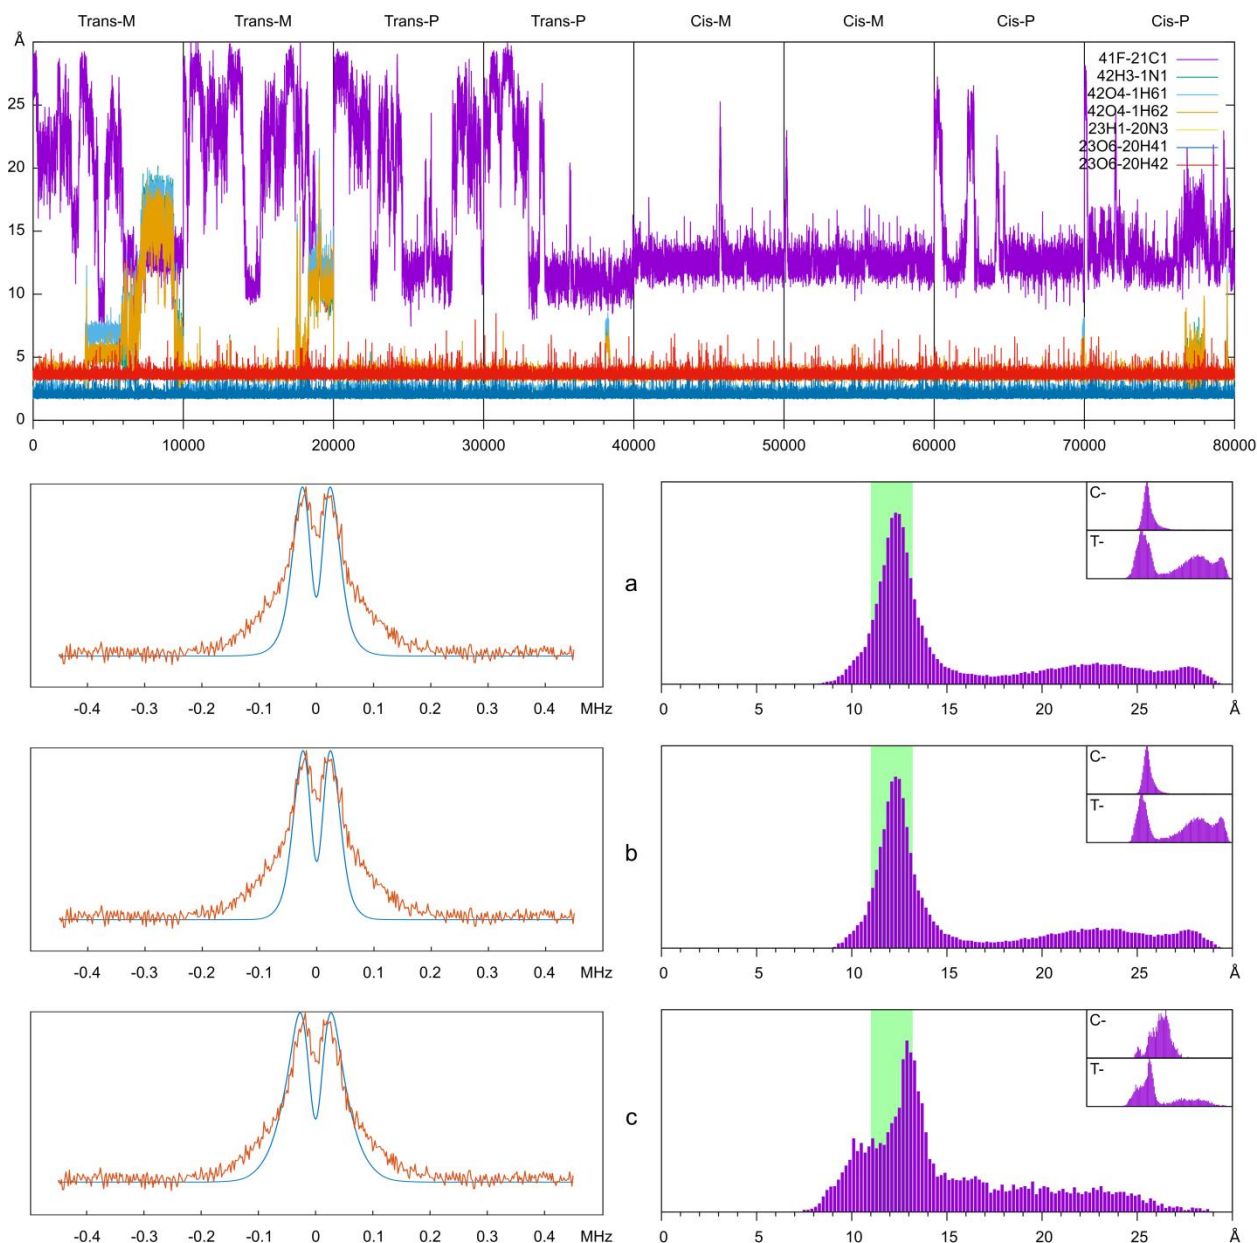 Trans-M Trans-M Trans-P Trans-P Cis-M Cis-M Cis-P Cis-P
Å
41F-21C1
42H3-1N1
42O4-1H61
42O4-1H62
23H1-20N3
23O6-20H41
23O6-20H42
25
20
15
10
5
0
0 10000 20000 30000 40000 50000 60000 70000 80000
-0.4 -0.3 -0.2 -0.1 0 0.1 0.2 0.3 0.4 MHz
a
C-
T-
0 5 10 15 20 25 Å
-0.4 -0.3 -0.2 -0.1 0 0.1 0.2 0.3 0.4 MHz
b
C-
T-
0 5 10 15 20 25 Å
-0.4 -0.3 -0.2 -0.1 0 0.1 0.2 0.3 0.4 MHz
c
C-
T-
0 5 10 15 20 25 Å